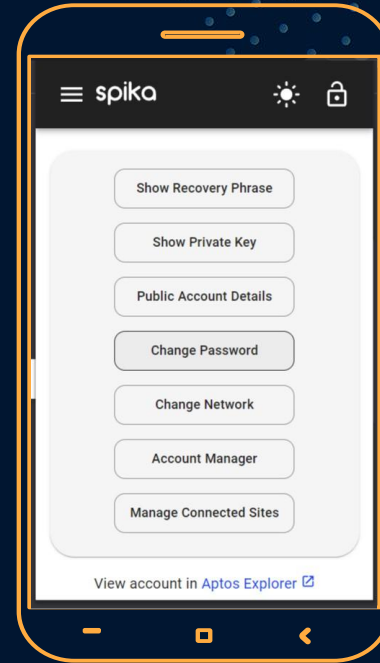 spika
Show Recovery Phrase
Show Private Key
Public Account Details
Change Password
Change Network
Account Manager
Manage Connected Sites
View account in Aptos Explorer